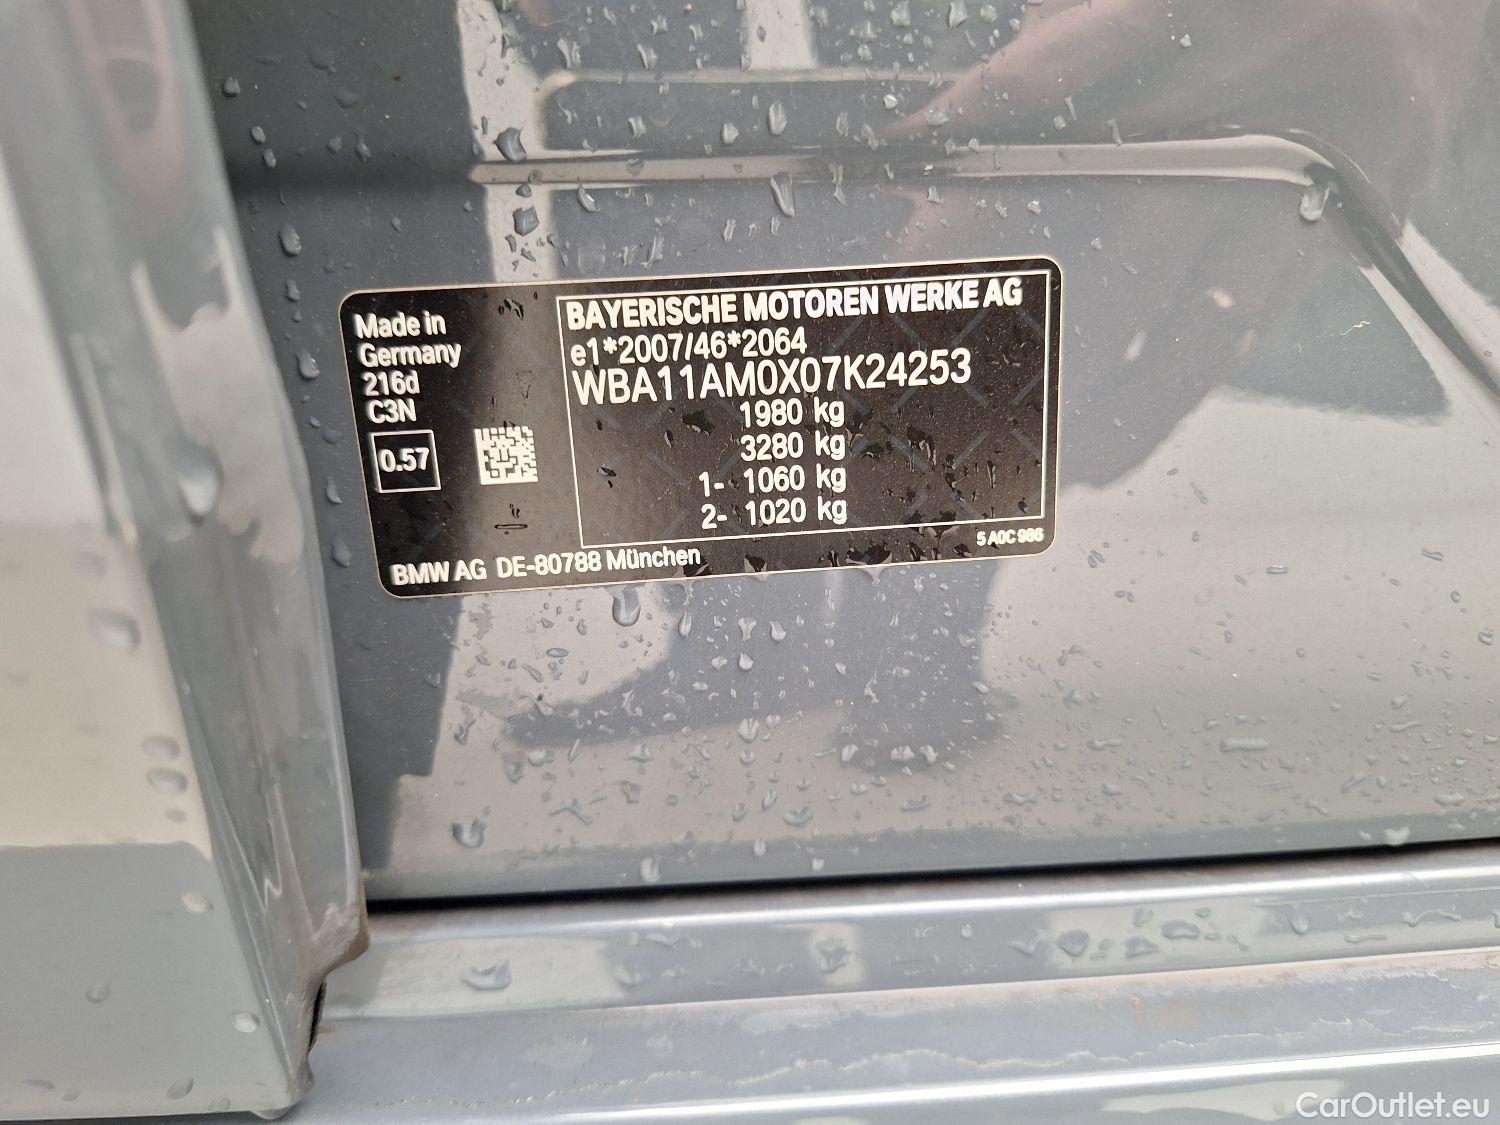 Made in
Germany
216d
C3N
0.57
BAYERISCHE MOTOREN WERKE AG
e1*2007/46*2064
WBA11AM0X07K24253
1980 kg
3280 kg
1- 1060 kg
2- 1020 kg
BMW AG DE-80788 München
5 A0C 986
CarOutlet.eu